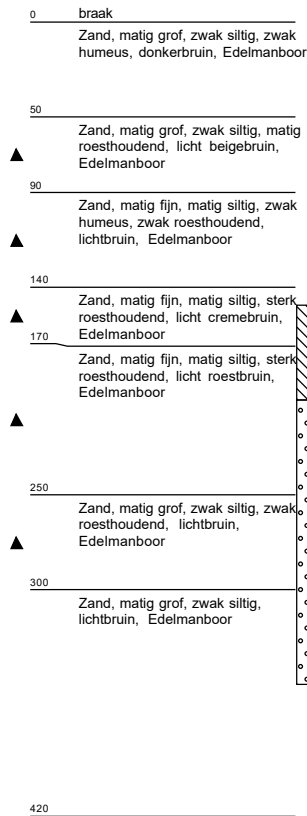 0 braak
Zand, matig grof, zwak siltig, zwak
humeus, donkerbruin, Edelmanboor
50
Zand, matig grof, zwak siltig, matig
roesthoudend, licht beigebruin,
Edelmanboor
90
Zand, matig fijn, matig siltig, zwak
humeus, zwak roesthoudend,
lichtbruin, Edelmanboor
140
Zand, matig fijn, matig siltig, sterk
roesthoudend, licht cremebruin,
Edelmanboor
170
Zand, matig fijn, matig siltig, sterk
roesthoudend, licht roestbruin,
Edelmanboor
250
Zand, matig grof, zwak siltig, zwak
roesthoudend, lichtbruin,
Edelmanboor
300
Zand, matig grof, zwak siltig,
lichtbruin, Edelmanboor
420